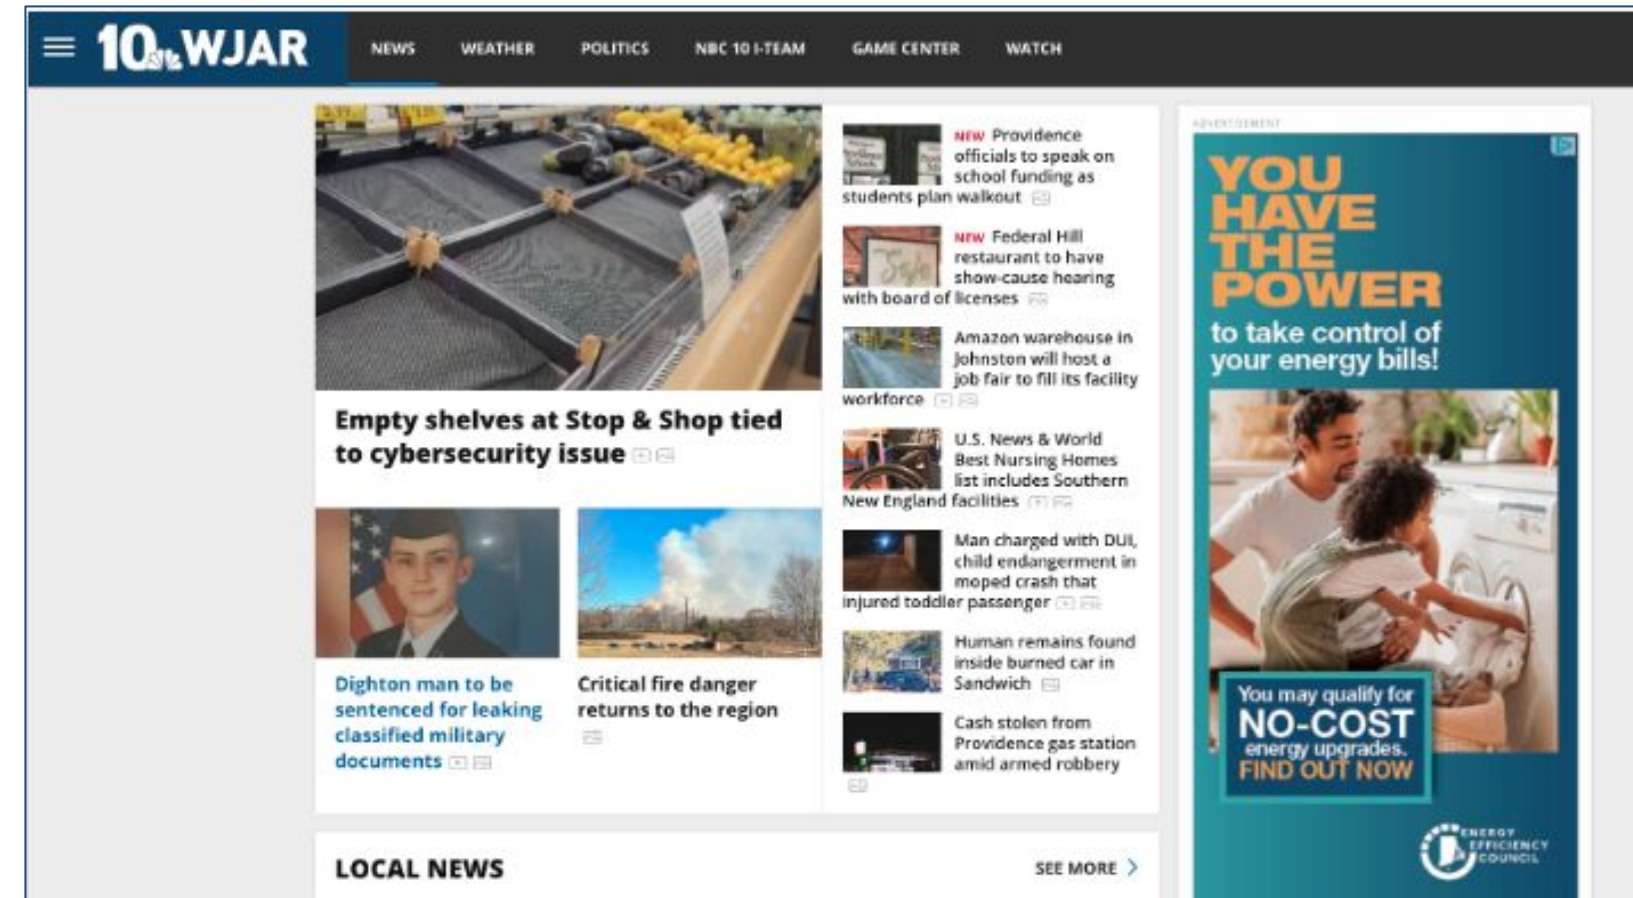 10 WJAR
NEWS
WEATHER
POLITICS
NBC 10 I-TEAM
GAME CENTER
WATCH
Empty shelves at Stop & Shop tied
to cybersecurity issue
Dighton man to be
sentenced for leaking
classified military
documents
Critical fire danger
returns to the region
NEW Providence
officials to speak on
school funding as
students plan walkout
NEW Federal Hill
restaurant to have
show-cause hearing
with board of licenses
Amazon warehouse in
Johnston will host a
job fair to fill its facility
workforce
U.S. News & World
Best Nursing Homes
list includes Southern
New England facilities
Man charged with DUI,
child endangerment in
moped crash that
injured toddler passenger
Human remains found
inside burned car in
Sandwich
Cash stolen from
Providence gas station
amid armed robbery
ADVERTISEMENT
YOU
HAVE
THE
POWER
to take control of
your energy bills!
You may qualify for
NO-COST
energy upgrades.
FIND OUT NOW
ENERGY
EFFICIENCY
COUNCIL
LOCAL NEWS
SEE MORE